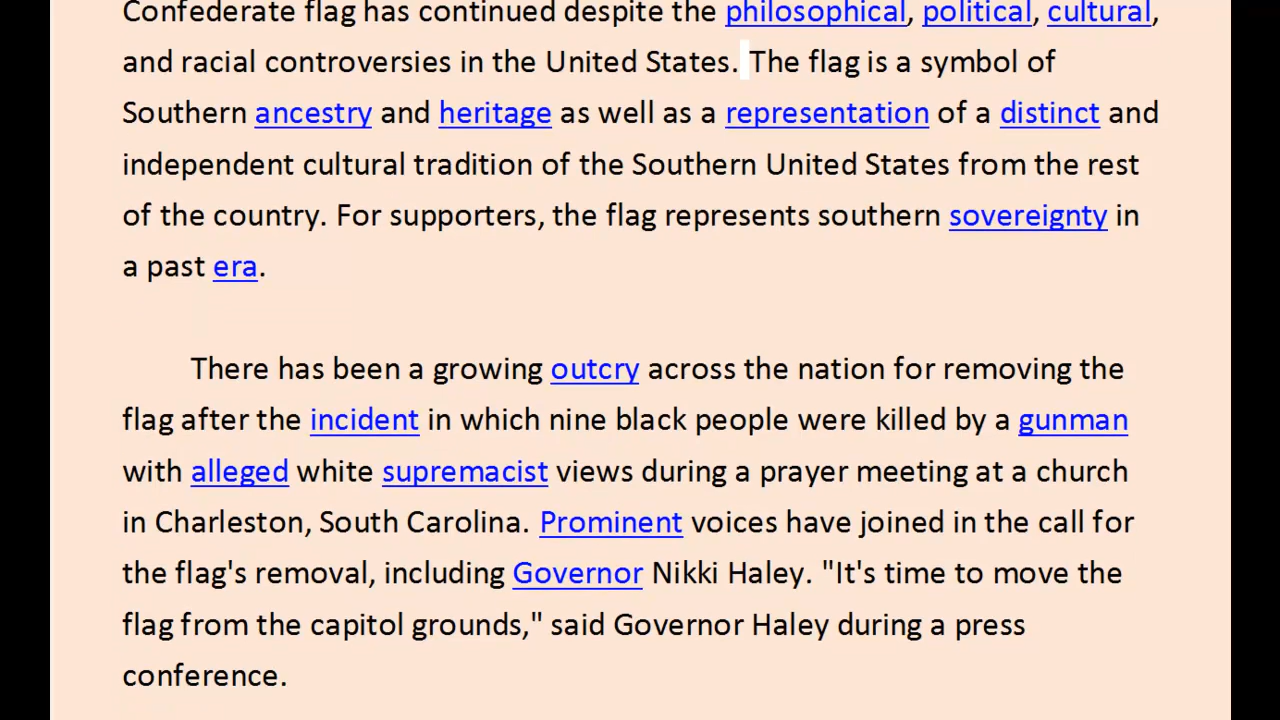 Confederate flag has continued despite the philosophical, political, cultural,
and racial controversies in the United States. The flag is a symbol of
Southern ancestry and heritage as well as a representation of a distinct and
independent cultural tradition of the Southern United States from the rest
of the country. For supporters, the flag represents southern sovereignty in
a past era.
There has been a growing outcry across the nation for removing the
flag after the incident in which nine black people were killed by a gunman
with alleged white supremacist views during a prayer meeting at a church
in Charleston, South Carolina. Prominent voices have joined in the call for
the flag's removal, including Governor Nikki Haley. "It's time to move the
flag from the capitol grounds," said Governor Haley during a press
conference.